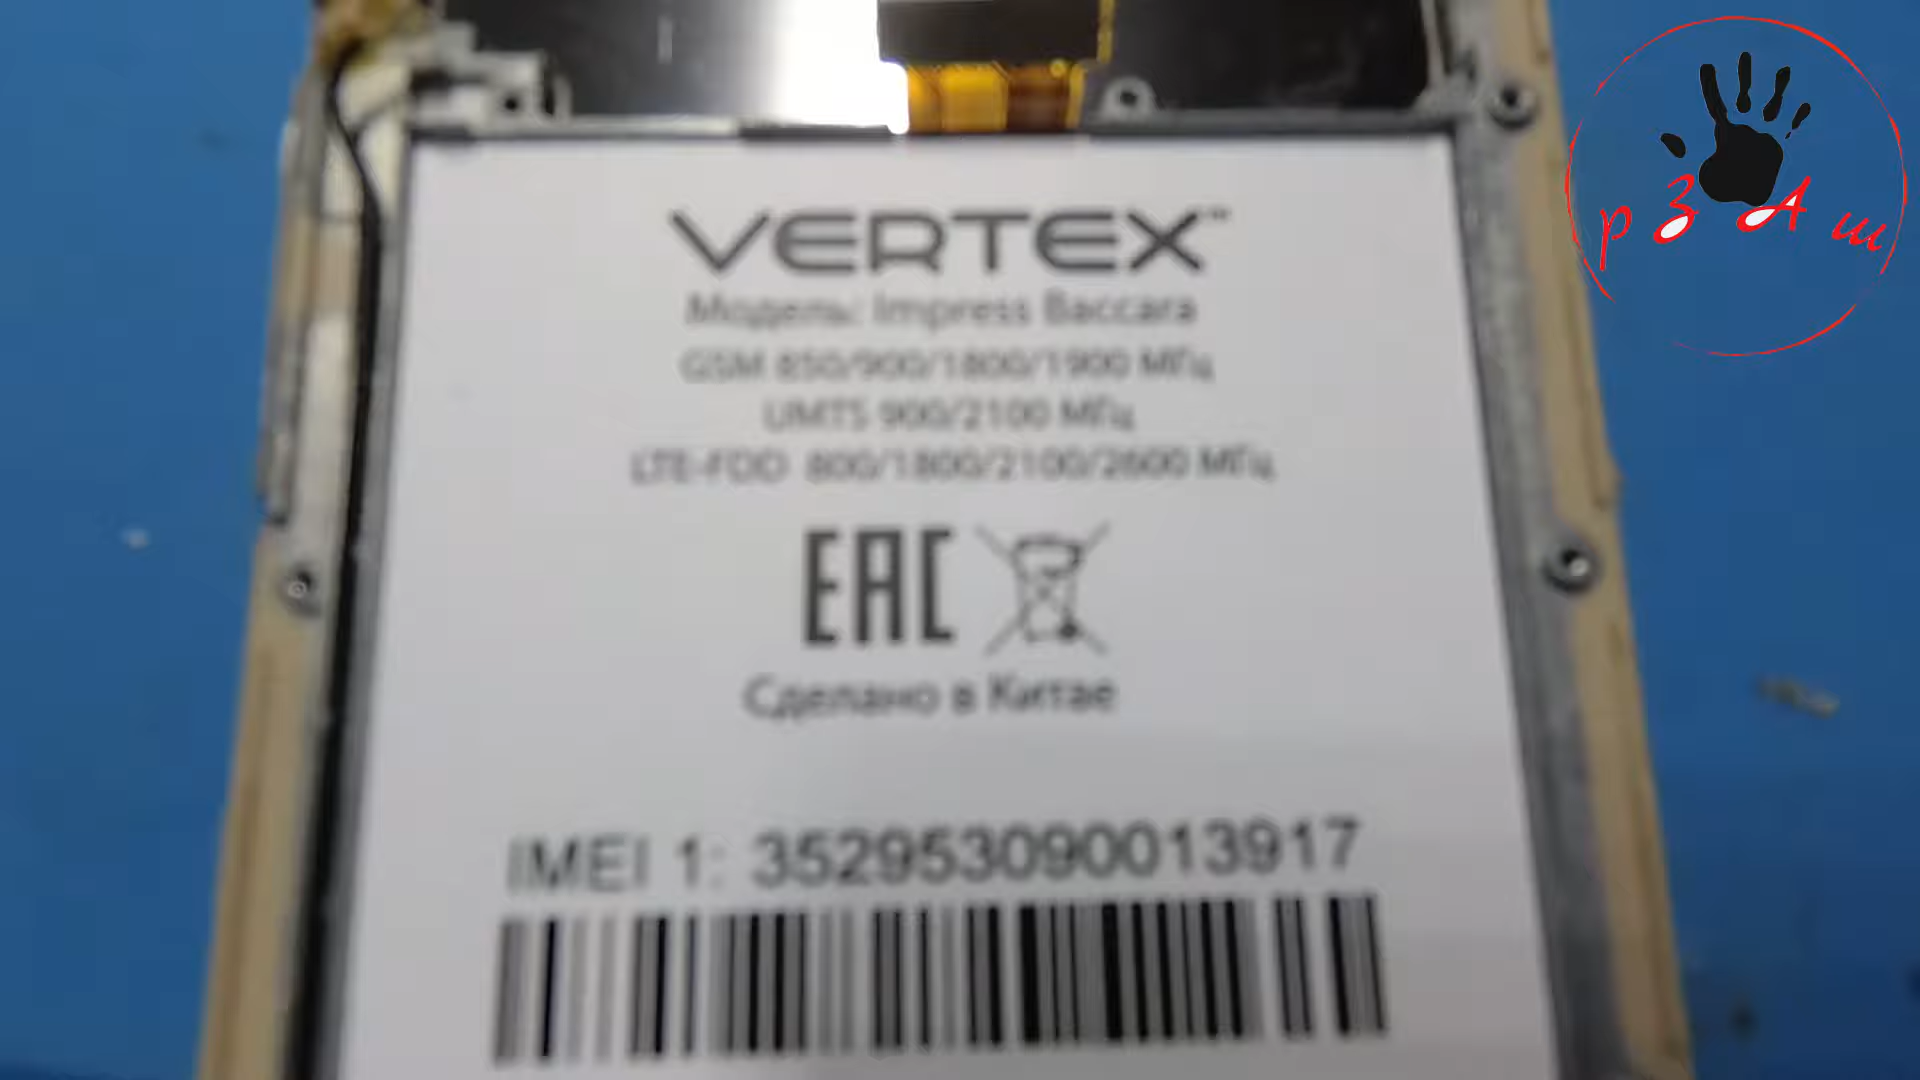 VERTEX™
Модель: Impress Baccara
GSM 850/900/1800/1900 МГц
UMTS 900/2100 МГц
LTE-FDD 800/1800/2100/2600 МГц
EAC
Сделано в Китае
IMEI 1: 352953090013917
р З А ш